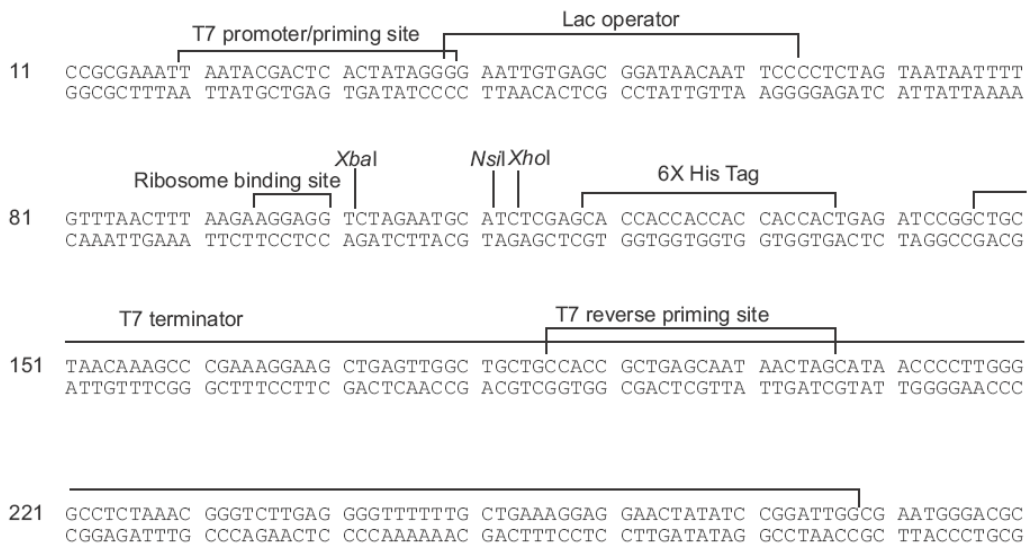 Lac operator
T7 promoter/priming site
11 CCGCGAAATT AATACGACTC ACTATAGGGG AATTGTGAGC GGATAACAAT TCCCCTCTAG TAATAATTTT
GGCGCTTTAA TTATGCTGAG TGATATCCCC TTAACACTCG CCTATTGTTA AGGGGAGATC ATTATTAAAA
XbaI NsiI XhoI
Ribosome binding site 6X His Tag
81 GTTTAACTTT AAGAAGGAGG TCTAGAATGC ATCTCGAGCA CCACCACCAC CACCACTGAG ATCCGGCTGC
CAAATTGAAA TTCTTCCTCC AGATCTTACG TAGAGCTCGT GGTGGTGGTG GTGGTGACTC TAGGCCGACG
T7 terminator T7 reverse priming site
151 TAACAAAGCC CGAAAGGAAG CTGAGTTGGC TGCTGCCACC GCTGAGCAAT AACTAGCATA ACCCCTTGGG
ATTGTTTCGG GCTTTCCTTC GACTCAACCG ACGTCGGTGG CGACTCGTTA TTGATCGTAT TGGGGAACCC
221 GCCTCTAAAC GGGTCTTGAG GGGTTTTTTG CTGAAAGGAG GAACTATATC CGGATTGGCG AATGGGACGC
CGGAGATTTG CCCAGAACTC CCCAAAAAAC GACTTTCCTC CTTGATATAG GCCTAACCGC TTACCCTGCG